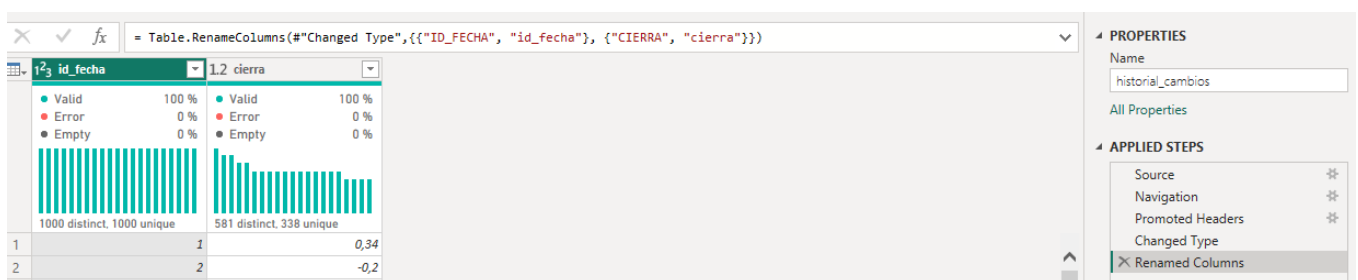 fx = Table.RenameColumns(#"Changed Type",{{"ID_FECHA", "id_fecha"}, {"CIERRA", "cierra"}})
1²3 id_fecha 1.2 cierra
Valid 100 % Valid 100 %
Error 0 % Error 0 %
Empty 0 % Empty 0 %
1000 distinct, 1000 unique 581 distinct, 338 unique
1 1 0,34
2 2 -0,2
PROPERTIES
Name
historial_cambios
All Properties
APPLIED STEPS
Source
Navigation
Promoted Headers
Changed Type
Renamed Columns